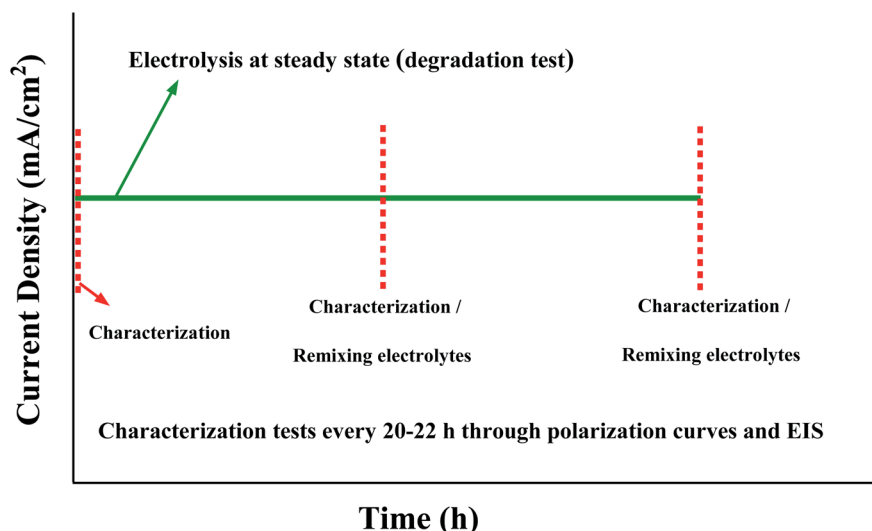 Electrolysis at steady state (degradation test)
Current Density (mA/cm²)
Characterization
Characterization /
Remixing electrolytes
Characterization /
Remixing electrolytes
Characterization tests every 20-22 h through polarization curves and EIS
Time (h)